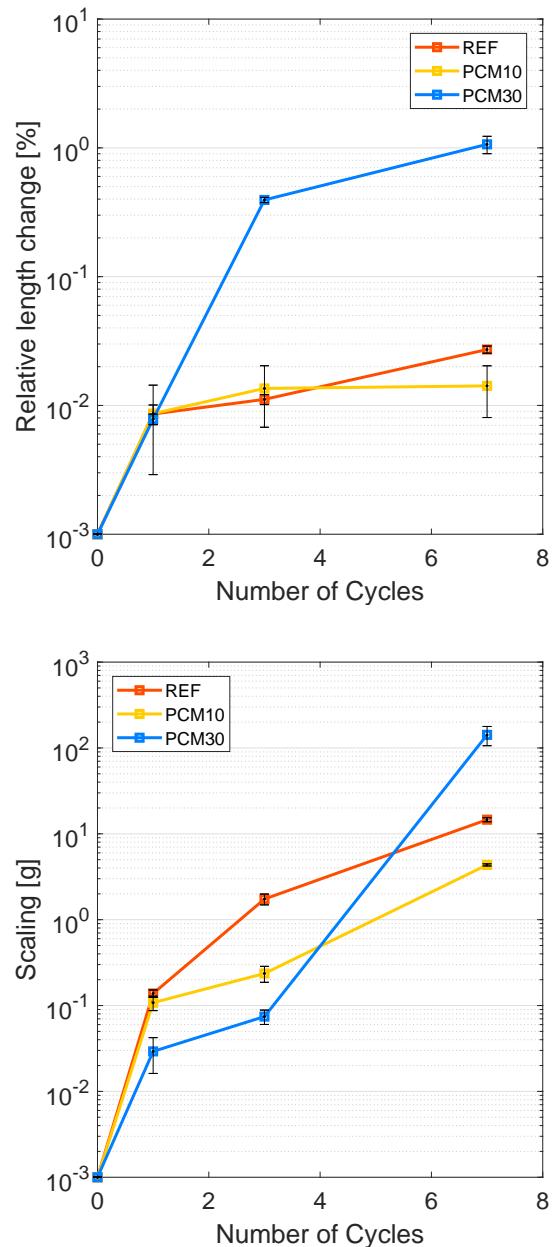 10^1
REF
PCM10
PCM30
10^0
Relative length change [%]
10^-1
10^-2
10^-3
0 2 4 6 8
Number of Cycles
10^3
REF
PCM10
PCM30
10^2
10^1
Scaling [g]
10^0
10^-1
10^-2
10^-3
0 2 4 6 8
Number of Cycles